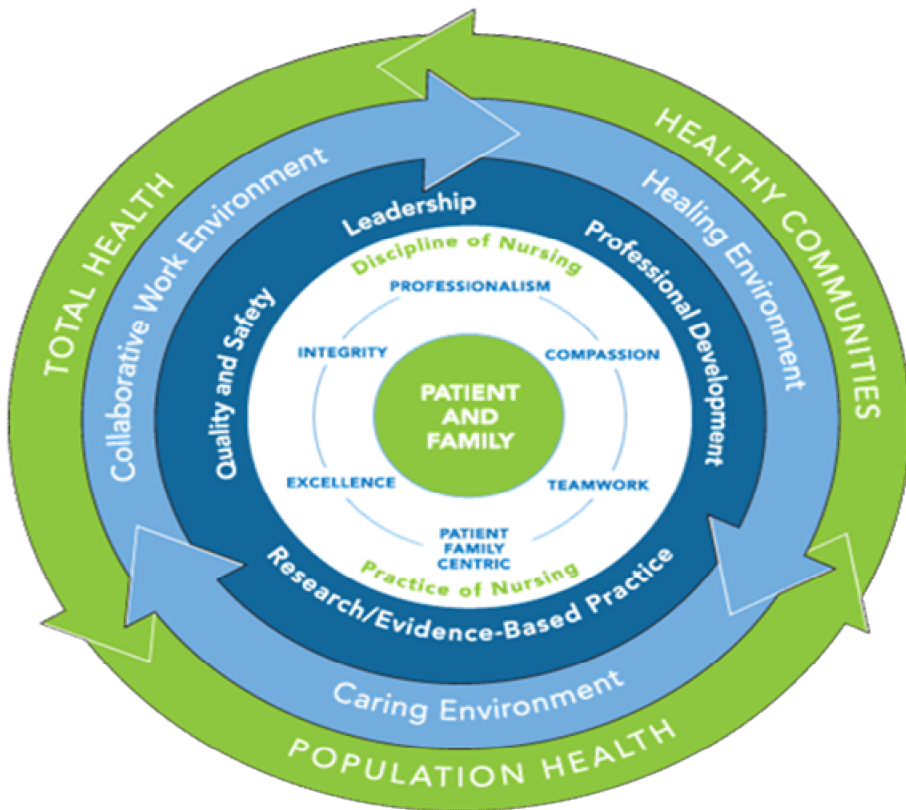 TOTAL HEALTH
HEALTHY COMMUNITIES
POPULATION HEALTH
Collaborative Work Environment
Healing Environment
Caring Environment
Quality and Safety
Leadership
Professional Development
Research/Evidence-Based Practice
Discipline of Nursing
PROFESSIONALISM
INTEGRITY
COMPASSION
PATIENT
AND
FAMILY
EXCELLENCE
TEAMWORK
PATIENT
FAMILY
CENTRIC
Practice of Nursing